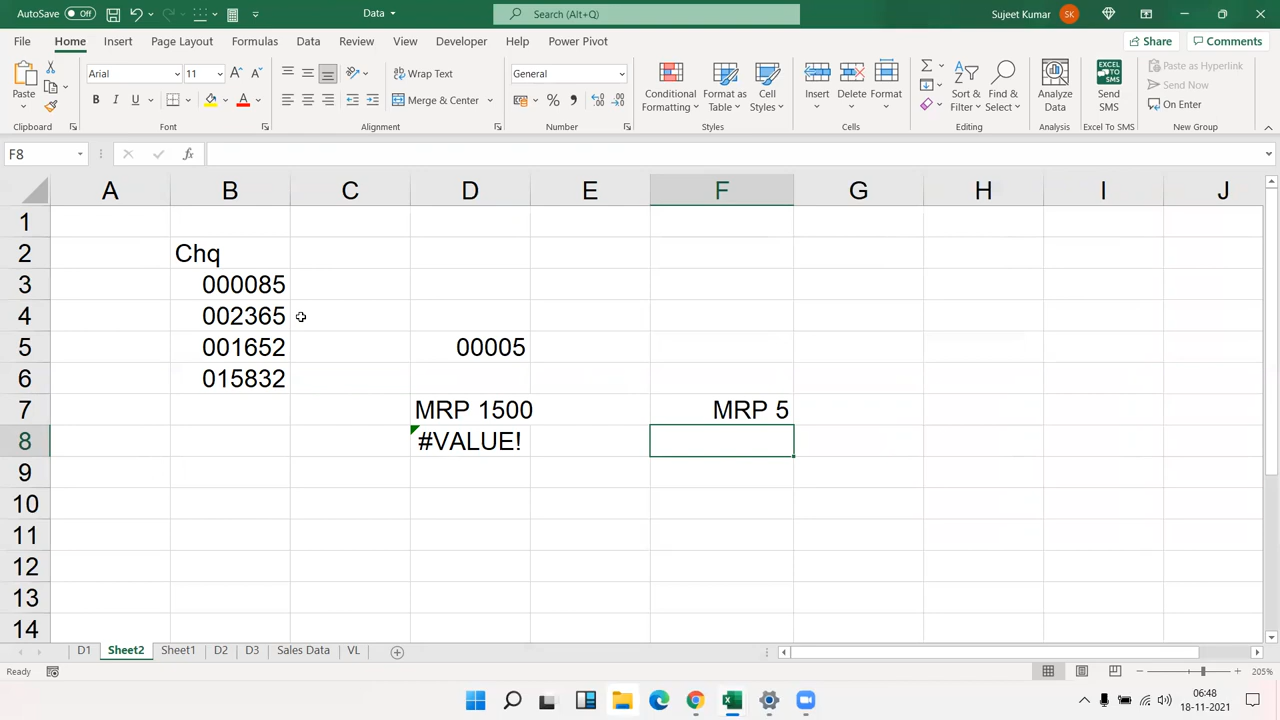 AutoSave Off Data Search (Alt+Q) Sujeet Kumar SK
File Home Insert Page Layout Formulas Data Review View Developer Help Power Pivot Share Comments
Paste Arial 11 Wrap Text General Conditional Formatting Format as Table Cell Styles Insert Delete Format Sort & Filter Find & Select Analyze Data Send SMS Paste as Hyperlink
B I U A Merge & Center % Send Now
On Enter
Clipboard Font Alignment Number Styles Cells Editing Analysis Excel To SMS New Group
F8 fx
A B C D E F G H I J
1
2 Chq
3 000085
4 002365
5 001652 00005
6 015832
7 MRP 1500 MRP 5
8 #VALUE!
9
10
11
12
13
14
D1 Sheet2 Sheet1 D2 D3 Sales Data VL
Ready 205%
06:48
18-11-2021